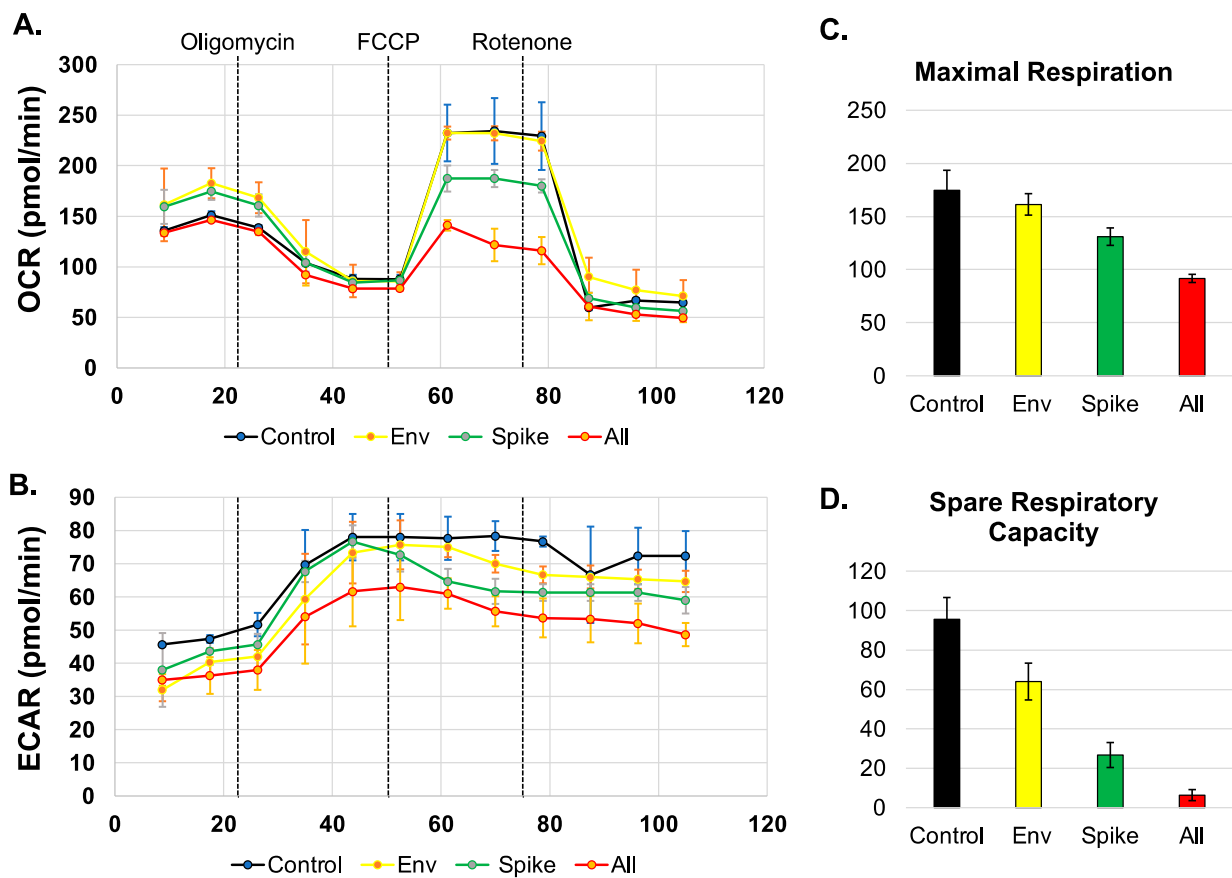 A.
Oligomycin FCCP Rotenone
OCR (pmol/min)
300
250
200
150
100
50
0
0 20 40 60 80 100 120
Control Env Spike All
B.
ECAR (pmol/min)
90
80
70
60
50
40
30
20
10
0
0 20 40 60 80 100 120
Control Env Spike All
C.
Maximal Respiration
250
200
150
100
50
0
Control Env Spike All
D.
Spare Respiratory
Capacity
120
100
80
60
40
20
0
Control Env Spike All